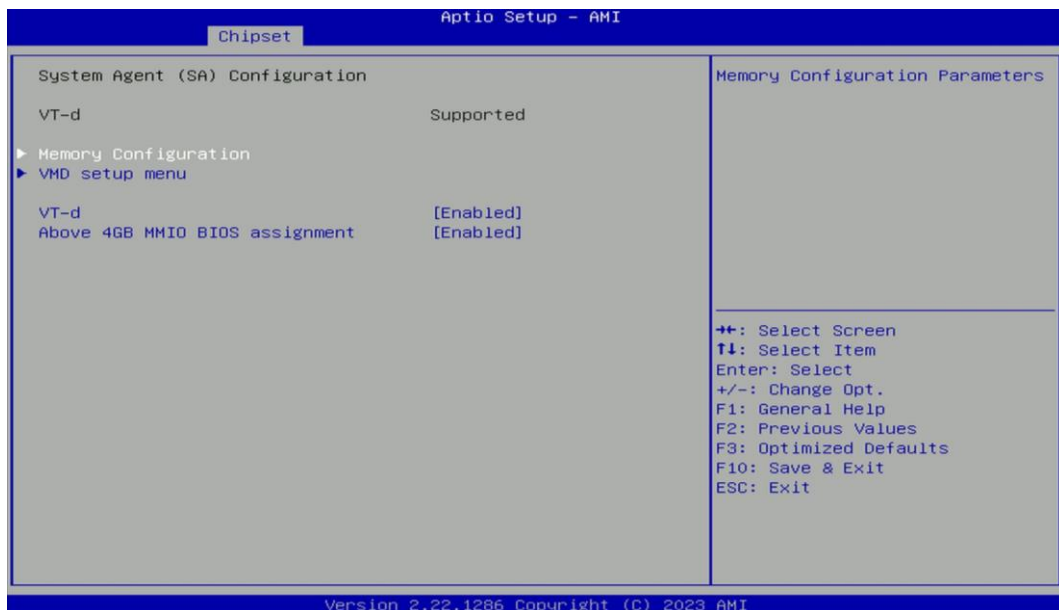 Aptio Setup - AMI
Chipset
System Agent (SA) Configuration
VT-d Supported
Memory Configuration
VMD setup menu
VT-d [Enabled]
Above 4GB MMIO BIOS assignment [Enabled]
Memory Configuration Parameters
→←: Select Screen
↑↓: Select Item
Enter: Select
+/-: Change Opt.
F1: General Help
F2: Previous Values
F3: Optimized Defaults
F10: Save & Exit
ESC: Exit
Version 2.22.1286 Copyright (C) 2023 AMI